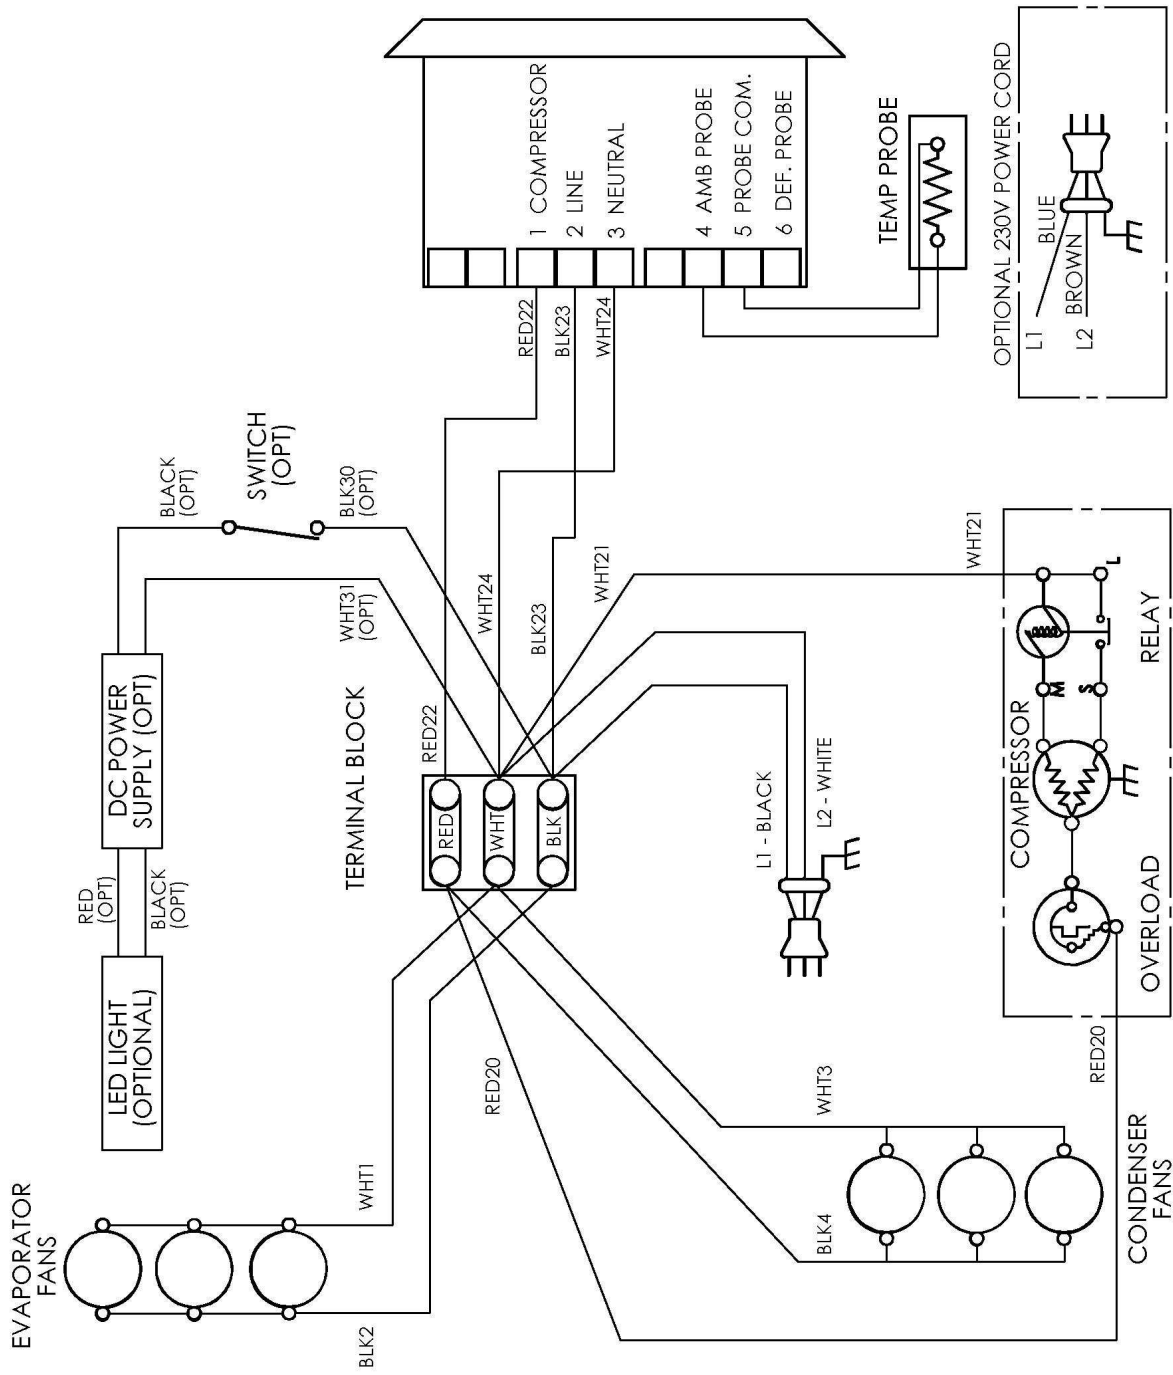 1 COMPRESSOR
2 LINE
3 NEUTRAL
4 AMB PROBE
5 PROBE COM.
6 DEF. PROBE
TEMP PROBE
OPTIONAL 230V POWER CORD
L1
BLUE
L2
BROWN
RED22
BLK23
WHT24
BLACK
(OPT)
SWITCH
(OPT)
BLK30
(OPT)
WHT31
(OPT)
WHT24
BLK23
WHT21
WHT21
DC POWER
SUPPLY (OPT)
RED
(OPT)
BLACK
(OPT)
LED LIGHT
(OPTIONAL)
TERMINAL BLOCK
RED22
RED
WHT
BLK
L1 - BLACK
L2 - WHITE
L
M
S
RELAY
COMPRESSOR
OVERLOAD
RED20
RED20
WHT3
BLK4
CONDENSER
FANS
WHT1
BLK2
EVAPORATOR
FANS